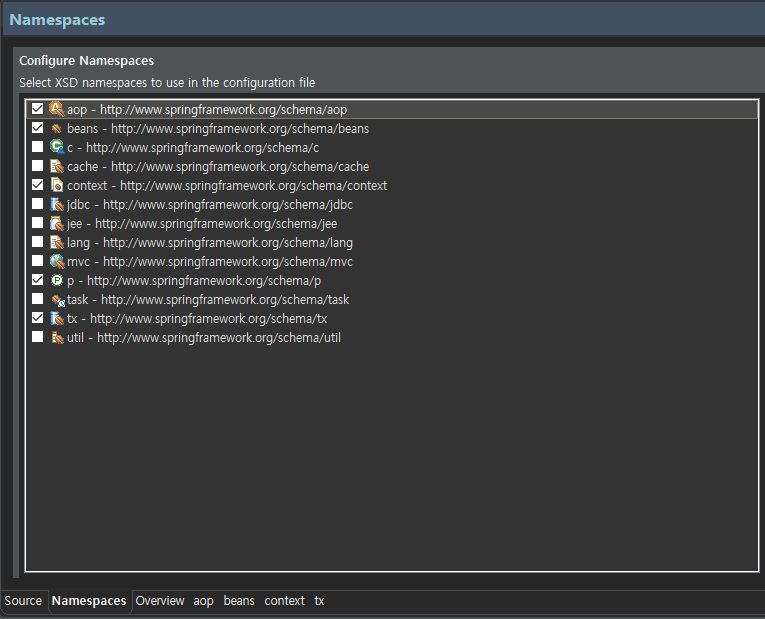 Namespaces
Configure Namespaces
Select XSD namespaces to use in the configuration file
aop - http://www.springframework.org/schema/aop
beans - http://www.springframework.org/schema/beans
c - http://www.springframework.org/schema/c
cache - http://www.springframework.org/schema/cache
context - http://www.springframework.org/schema/context
jdbc - http://www.springframework.org/schema/jdbc
jee - http://www.springframework.org/schema/jee
lang - http://www.springframework.org/schema/lang
mvc - http://www.springframework.org/schema/mvc
p - http://www.springframework.org/schema/p
task - http://www.springframework.org/schema/task
tx - http://www.springframework.org/schema/tx
util - http://www.springframework.org/schema/util
Source Namespaces Overview aop beans context tx